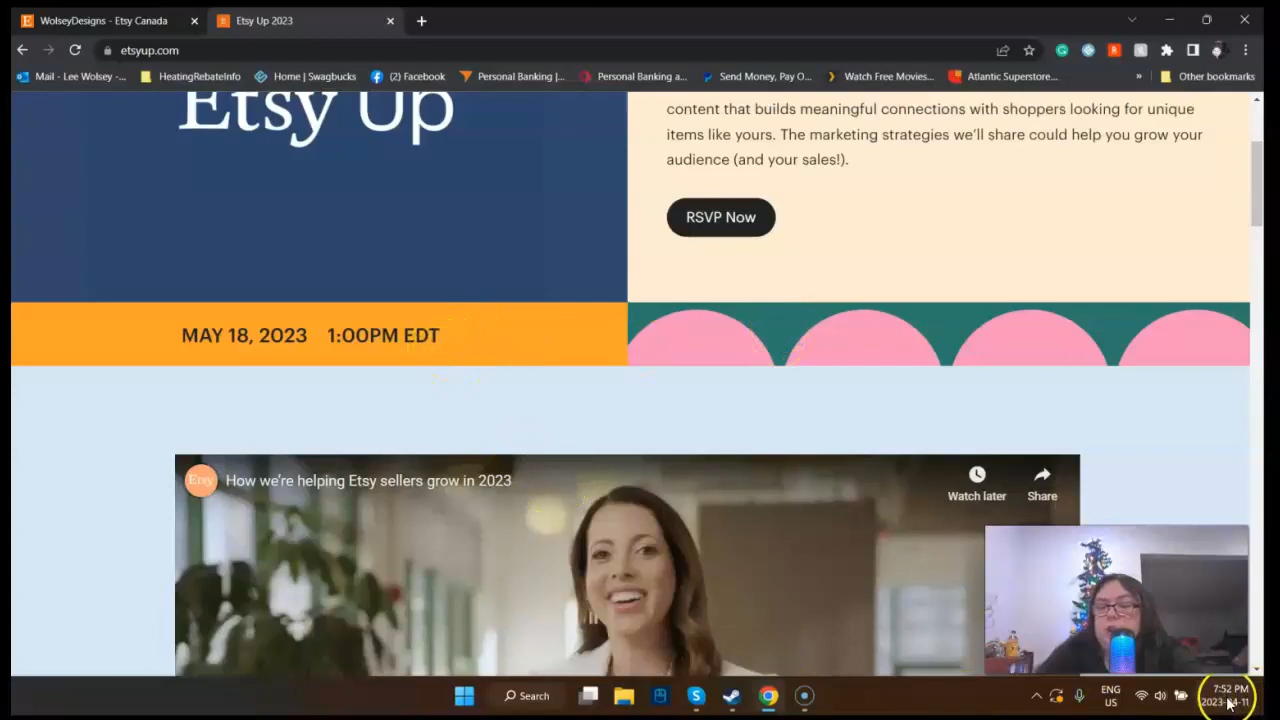 WolseyDesigns - Etsy Canada
Etsy Up 2023
etsyup.com
Mail - Lee Wolsey -...
HeatingRebateInfo
Home | Swagbucks
(2) Facebook
Personal Banking |...
Personal Banking a...
Send Money, Pay O...
Watch Free Movies...
Atlantic Superstore...
»
Other bookmarks
Etsy Up
content that builds meaningful connections with shoppers looking for unique
items like yours. The marketing strategies we'll share could help you grow your
audience (and your sales!).
RSVP Now
MAY 18, 2023 1:00PM EDT
Etsy
How we're helping Etsy sellers grow in 2023
Watch later
Share
Search
ENG
US
7:52 PM
2023-04-11